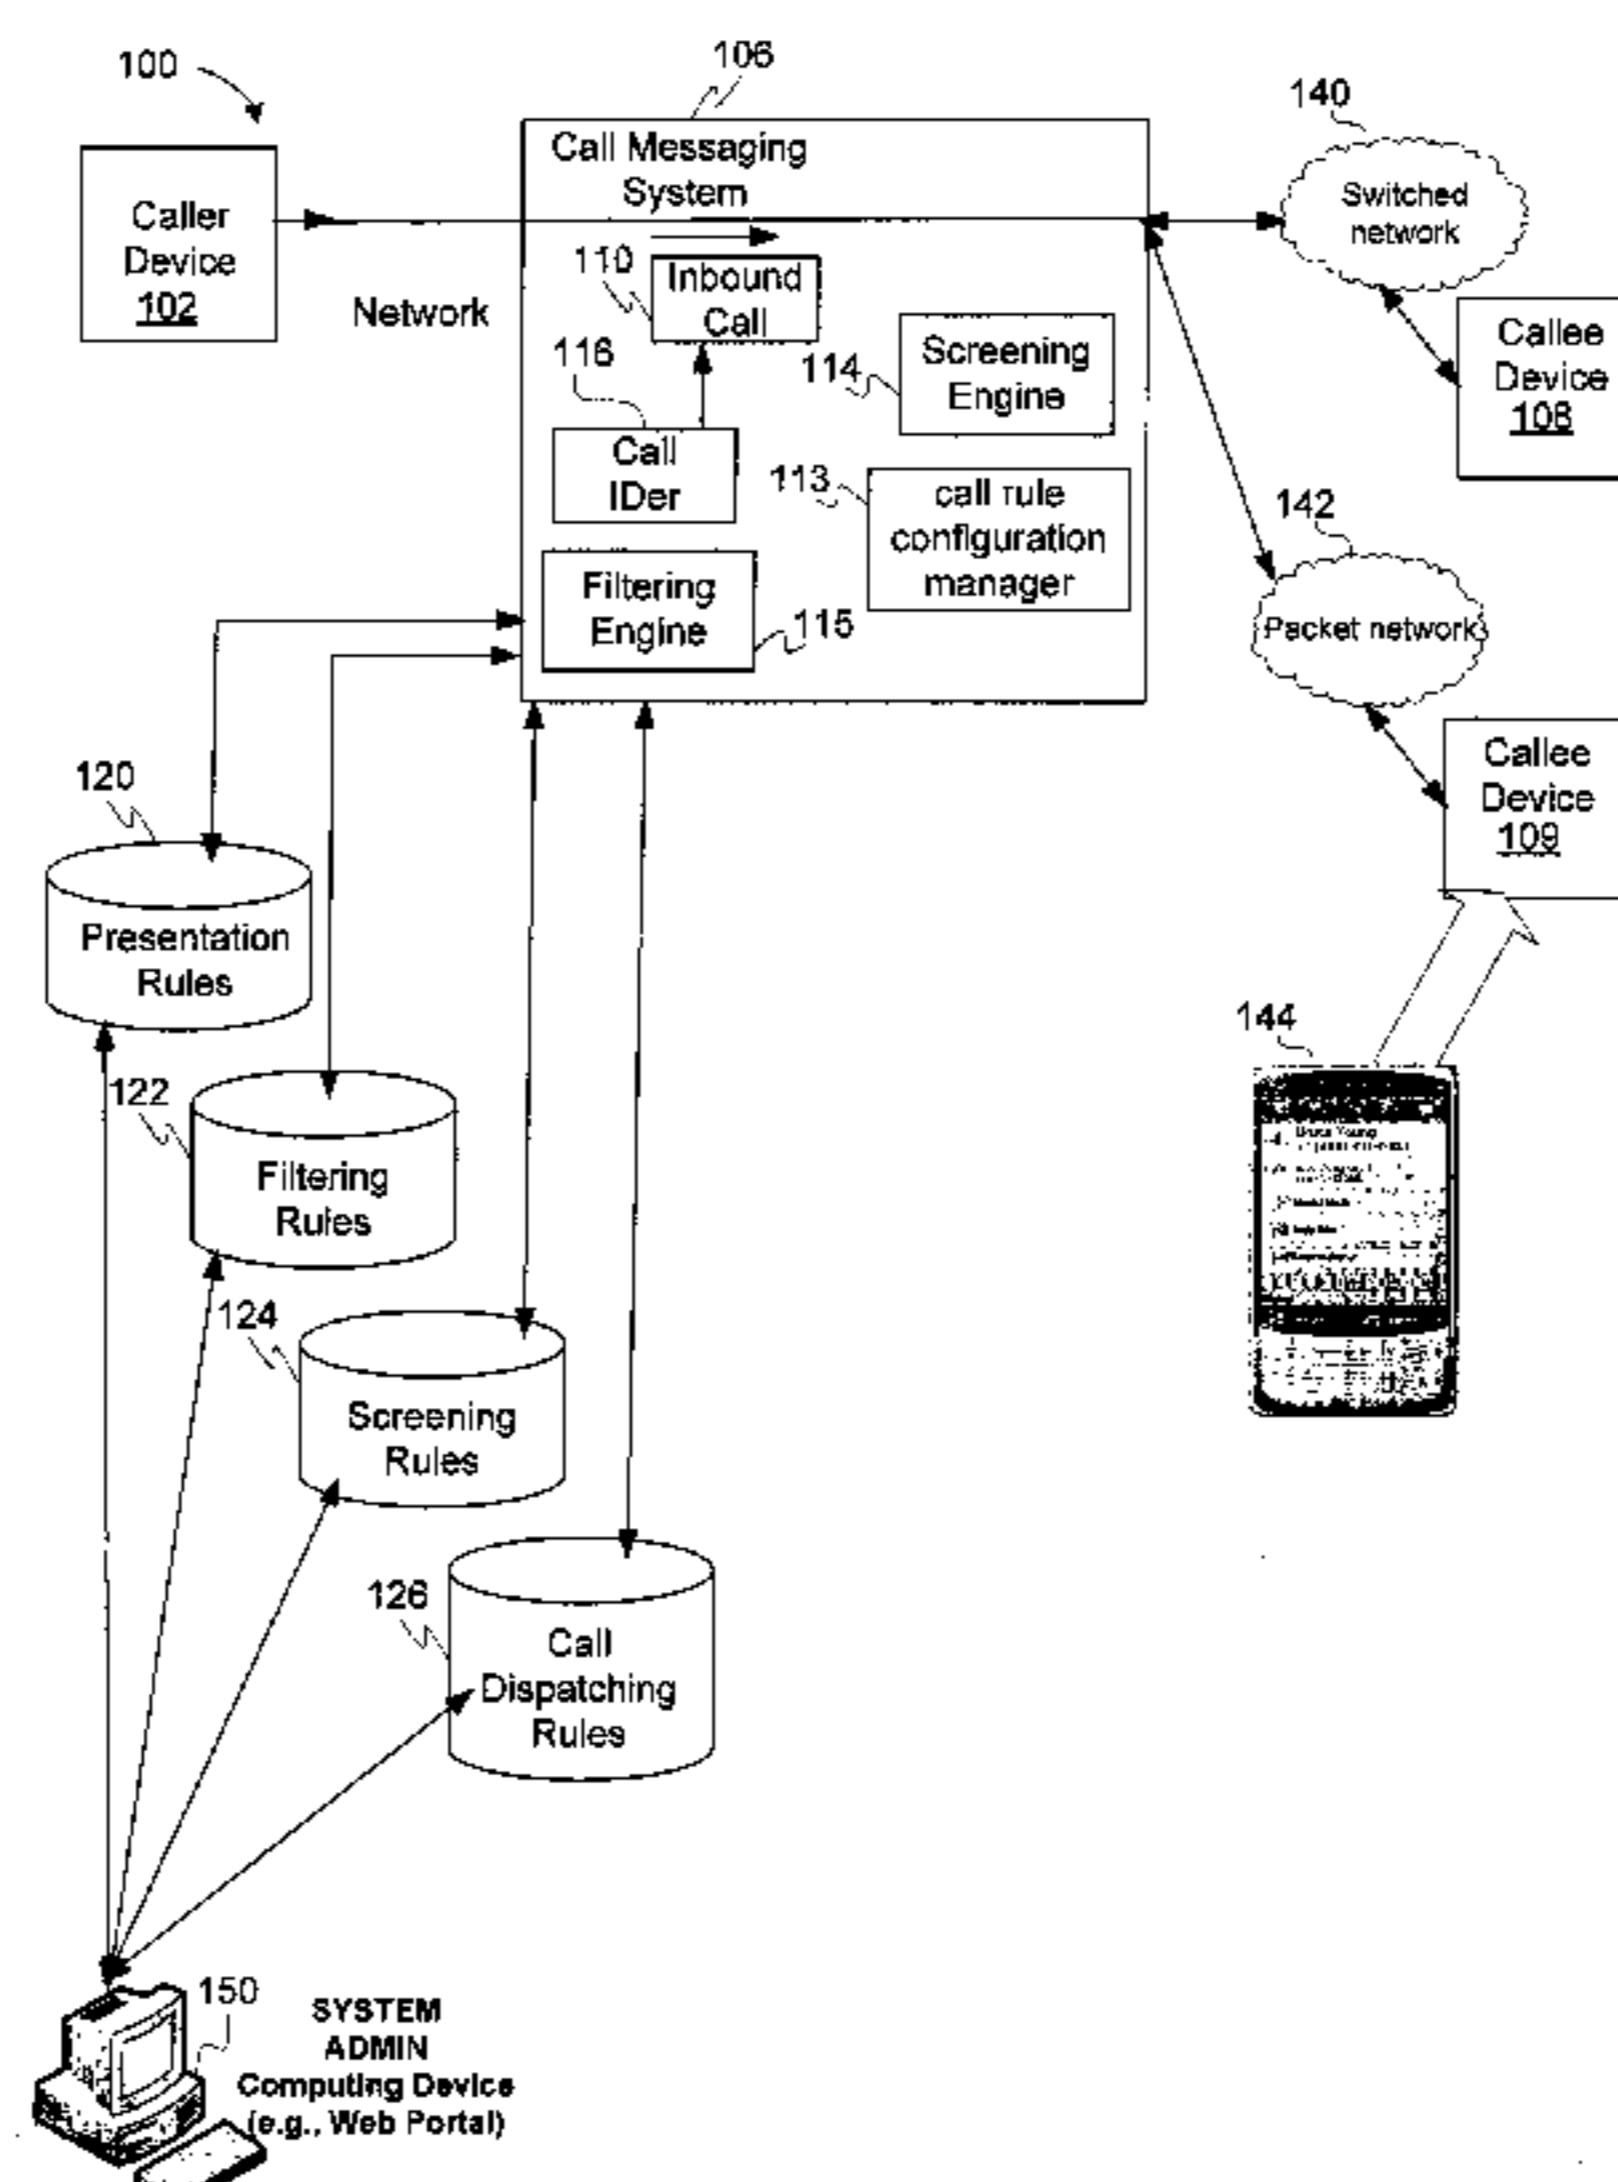 100
106
140
Call Messaging
System
Caller
Device
102
Switched
network
110
Inbound
Call
Network
Callee
Device
108
116
114
Screening
Engine
Call
IDer
113
call rule
configuration
manager
142
Filtering
Engine
115
Packet network
120
Callee
Device
109
Presentation
Rules
144
122
Filtering
Rules
124
Screening
Rules
126
Call
Dispatching
Rules
150
SYSTEM
ADMIN
Computing Device
(e.g., Web Portal)